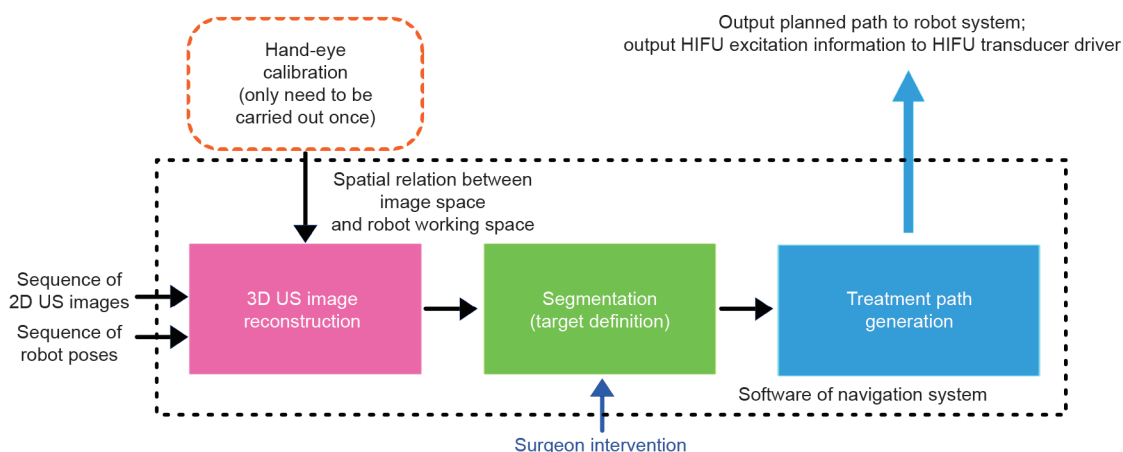 Output planned path to robot system;
output HIFU excitation information to HIFU transducer driver
Hand-eye
calibration
(only need to be
carried out once)
Spatial relation between
image space
and robot working space
Sequence of
2D US images
Sequence of
robot poses
3D US image
reconstruction
Segmentation
(target definition)
Treatment path
generation
Software of navigation system
Surgeon intervention